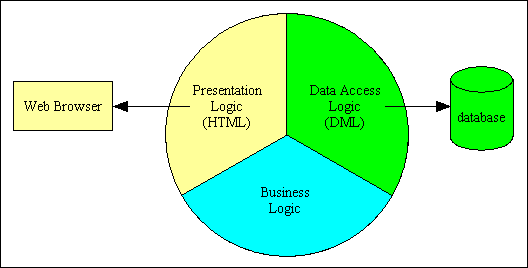 Web Browser
Presentation
Logic
(HTML)
Data Access
Logic
(DML)
database
Business
Logic